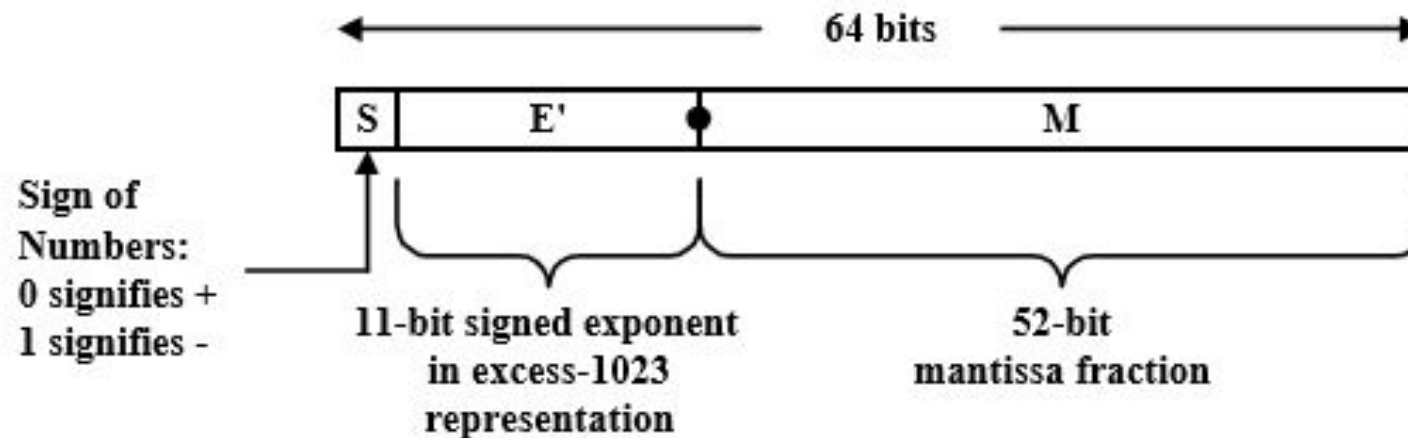 64 bits
S E' M
Sign of
Numbers:
0 signifies +
1 signifies -
11-bit signed exponent
in excess-1023
representation
52-bit
mantissa fraction